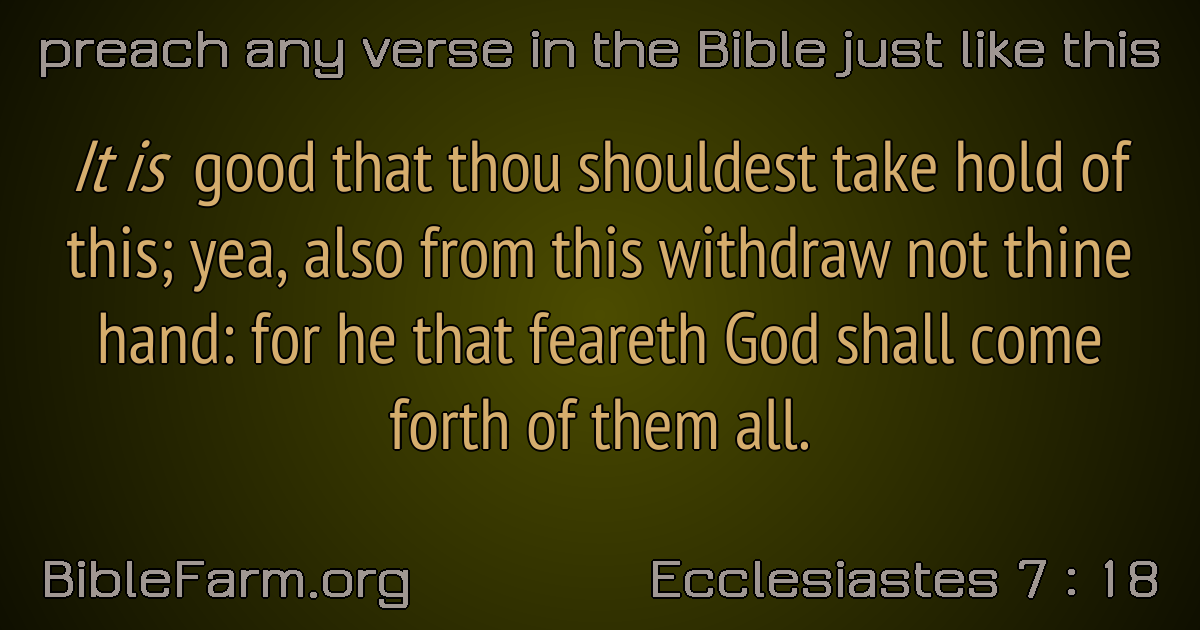 preach any verse in the Bible just like this
It is good that thou shouldest take hold of
this; yea, also from this withdraw not thine
hand: for he that feareth God shall come
forth of them all.
BibleFarm.org
Ecclesiastes 7 : 18